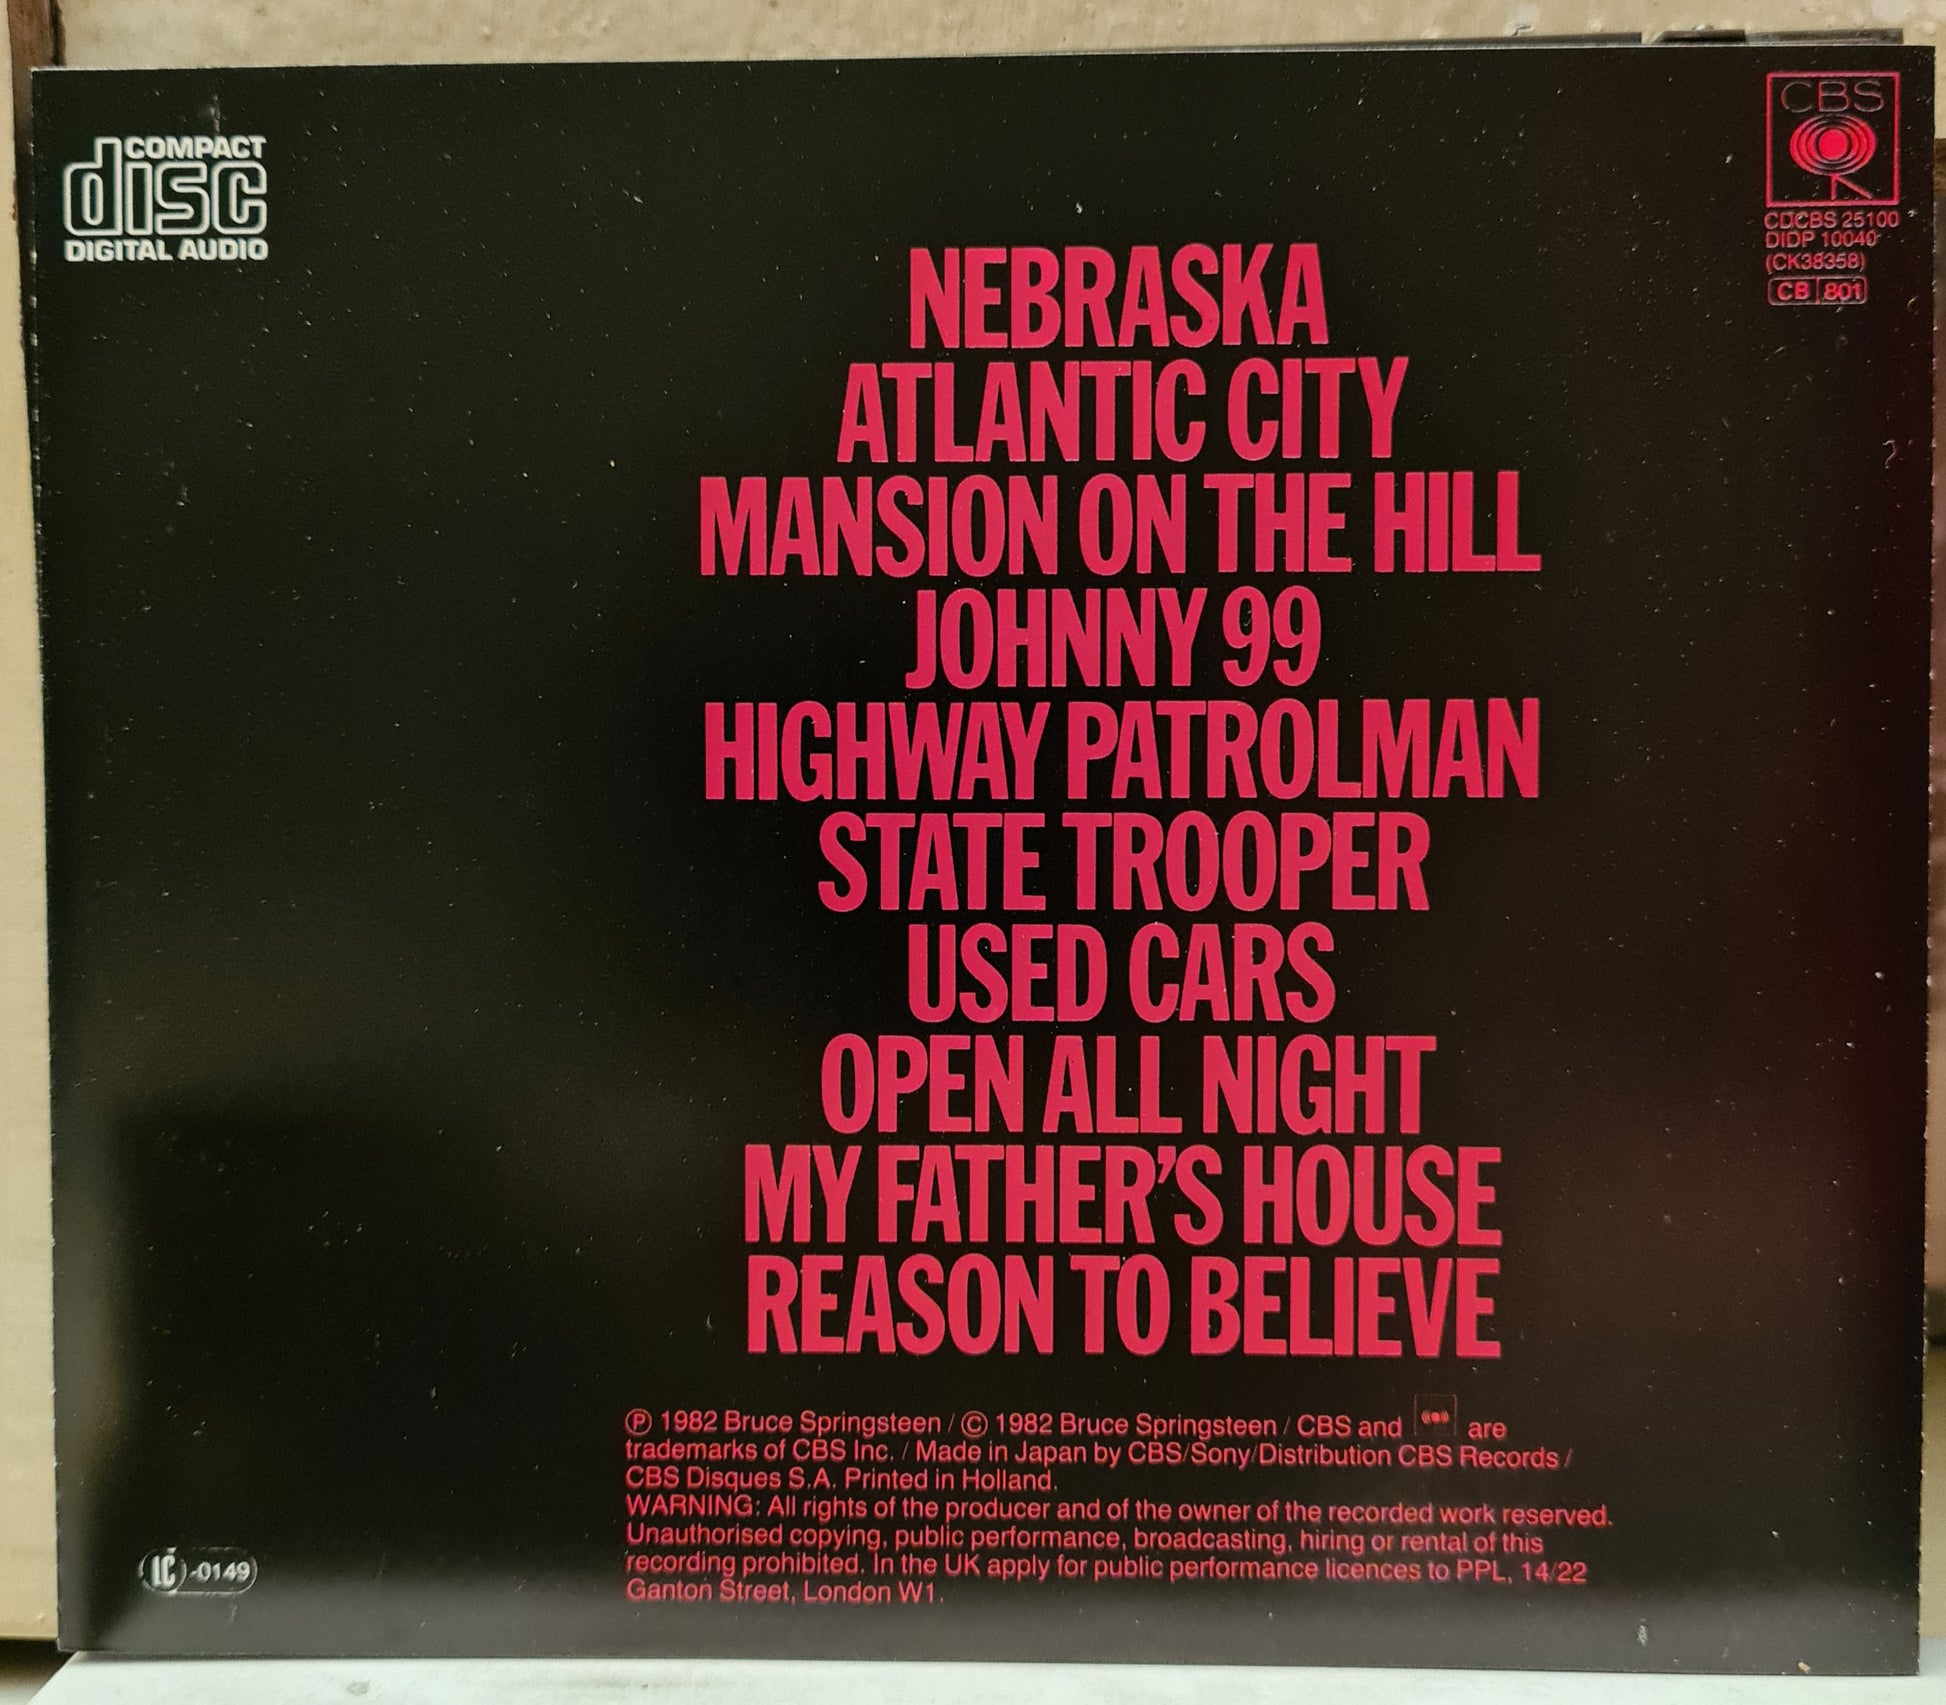 COMPACT
disc
DIGITAL AUDIO
CBS
CDCBS 25100
DIDP 10040
(CK38358)
CB 801
NEBRASKA
ATLANTIC CITY
MANSION ON THE HILL
JOHNNY 99
HIGHWAY PATROLMAN
STATE TROOPER
USED CARS
OPEN ALL NIGHT
MY FATHER'S HOUSE
REASON TO BELIEVE
℗ 1982 Bruce Springsteen / © 1982 Bruce Springsteen / CBS and are
trademarks of CBS Inc. / Made in Japan by CBS/Sony/Distribution CBS Records /
CBS Disques S.A. Printed in Holland.
WARNING: All rights of the producer and of the owner of the recorded work reserved.
Unauthorised copying, public performance, broadcasting, hiring or rental of this
recording prohibited. In the UK apply for public performance licences to PPL, 14/22
Ganton Street, London W1.
LC-0149